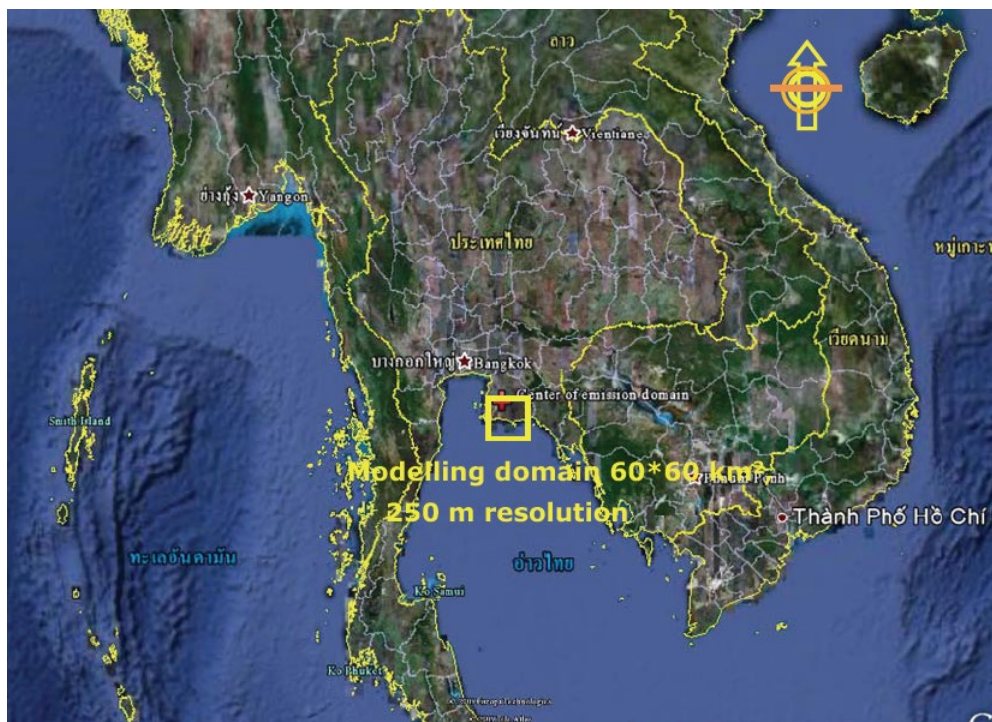 ลาว
เวียงจันทน์ Vientiane
ย่างกุ้ง Yangon
ประเทศไทย
หมู่เกาะ
เวียดนาม
บางกอกใหญ่ Bangkok
Center of emission domain
Smith Island
Modelling domain 60*60 km²,
Phnum Penh
250 m resolution
Thành Phố Hồ Chí
ทะเลอันดามัน
อ่าวไทย
Ko Samui
Ko Phuket